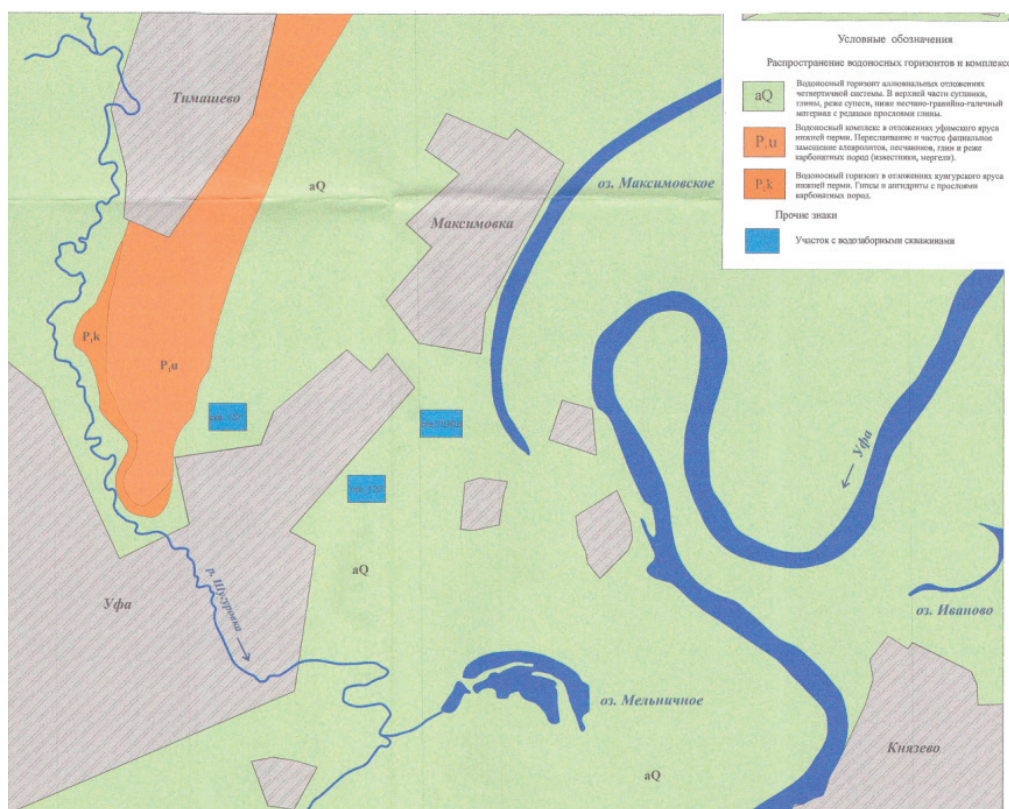 Условные обозначения
Распространение водоносных горизонтов и комплексо
aQ
Водоносный горизонт аллювиальных отложениях
четвертичной системы. В верхней части суглинки,
глины, реже супеси, ниже песчано-гравийно-галечный
материал с редкими прослоями глины.
P₁u
Водоносный комплекс в отложениях уфимского яруса
нижней перми. Переслаивание и частое фациальное
замещение алевролитов, песчаников, глин и реже
карбонатных пород (известняки, мергели).
P₁k
Водоносный горизонт в отложениях кунгурского яруса
нижней перми. Гипсы и ангидриты с прослоями
карбонатных пород.
Прочие знаки
Участок с водозаборными скважинами
Тимашево
aQ
оз. Максимовское
Максимовка
P₁k
P₁u
Уфа
aQ
р. Шугуровка
Уфа
оз. Иваново
оз. Мельничное
Князево
aQ